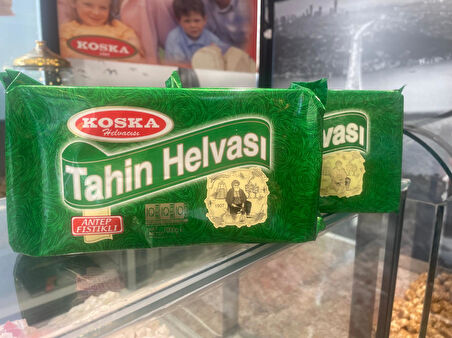 KOSKA
KOSKA
Helvacısı
Tahin Helvası
ANTEP
FISTIKLI
vası